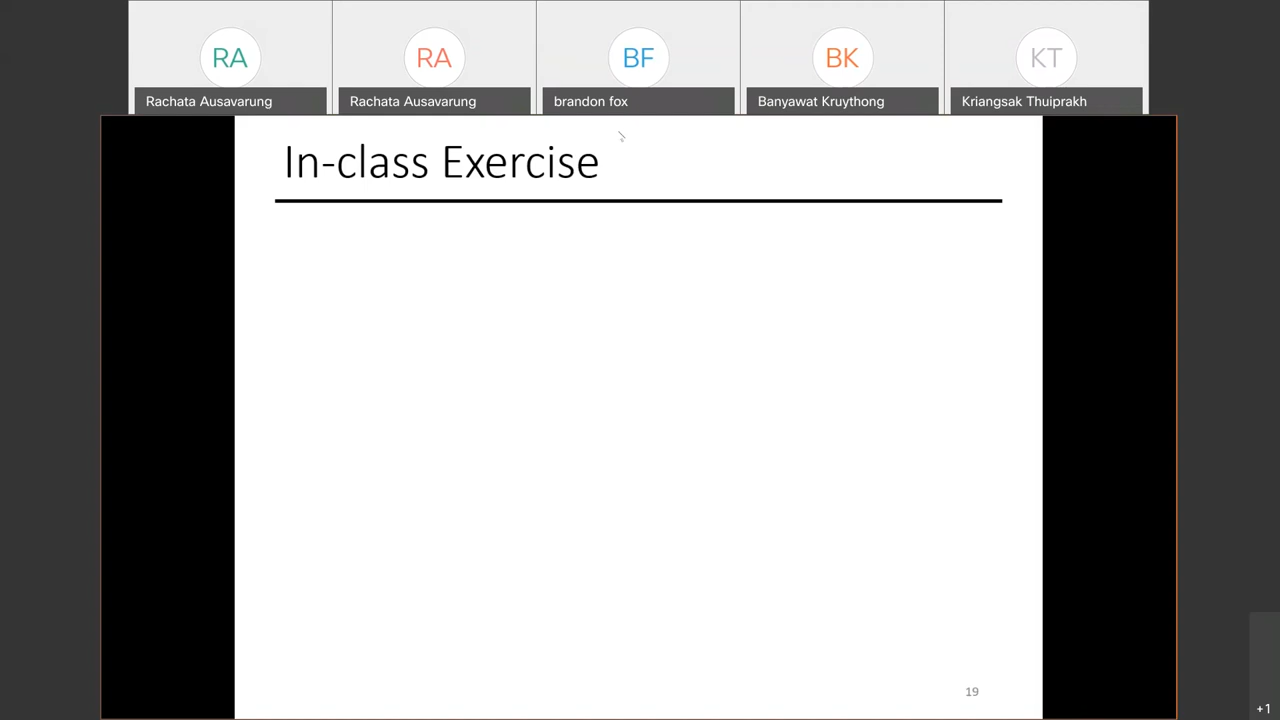 RA RA BF BK KT
Rachata Ausavarung Rachata Ausavarung brandon fox Banyawat Kruythong Kriangsak Thuiprakh
In-class Exercise
19
+1